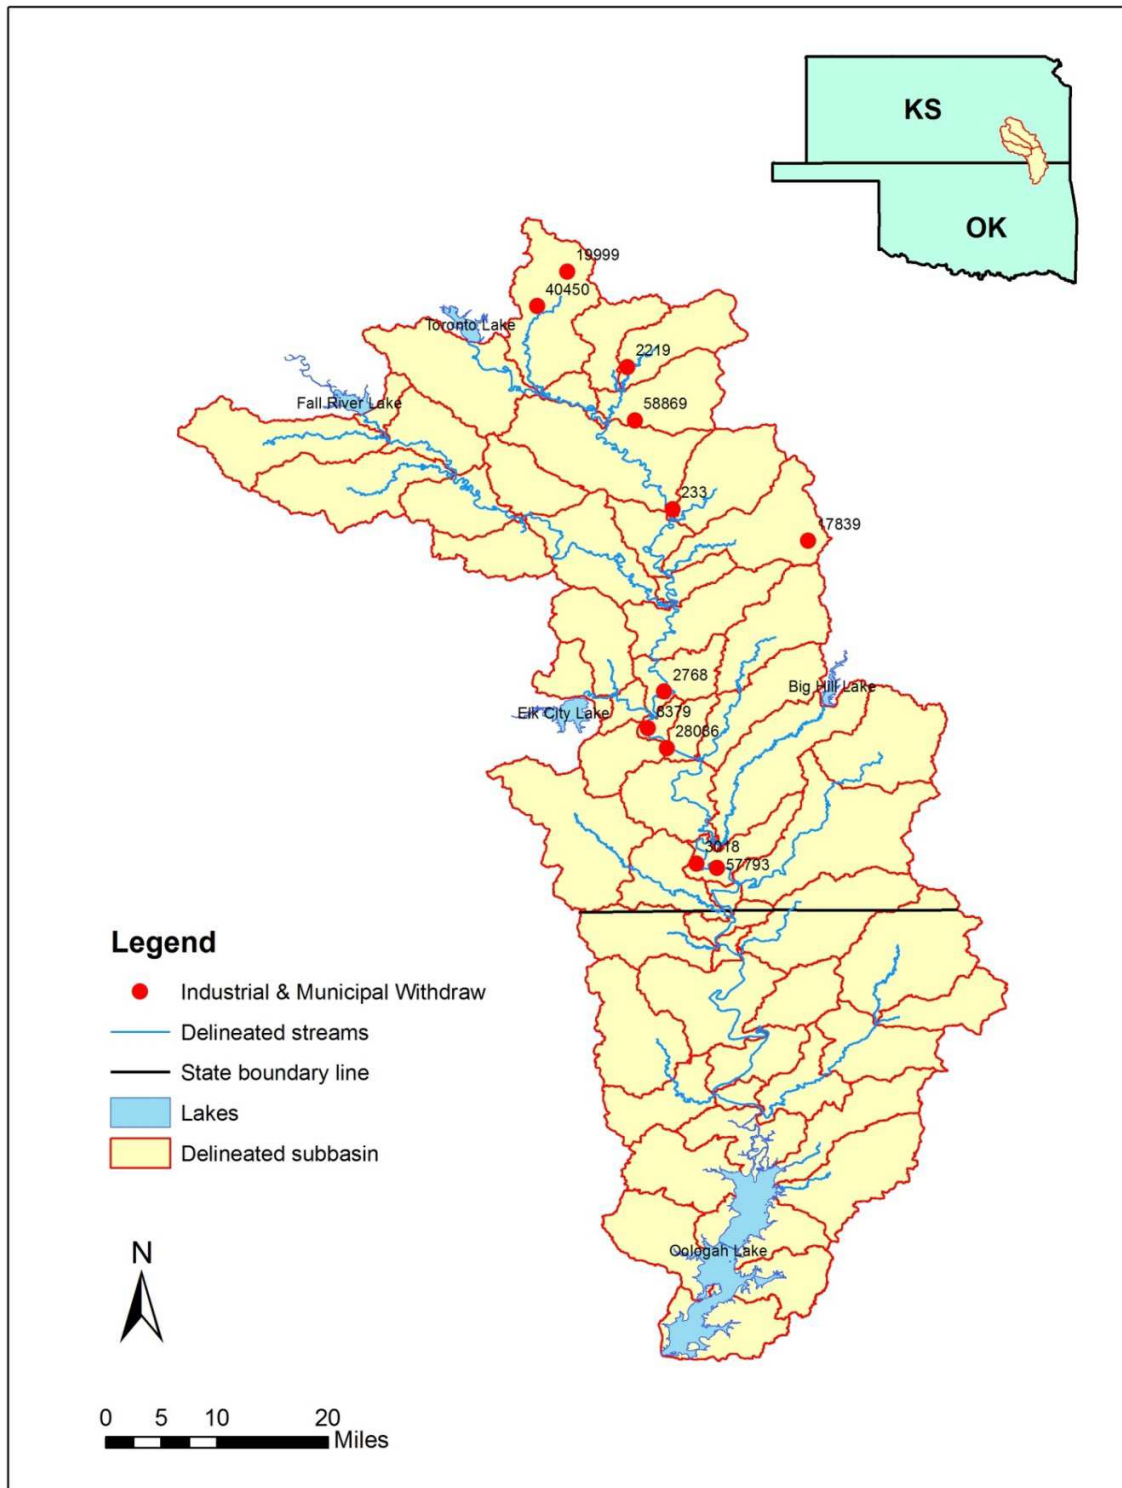 KS
OK
19999
40450
Toronto Lake
2219
Fall River Lake
58869
233
17839
2768
Big Hill Lake
Elk City Lake
8379
28086
3018
57793
Legend
Industrial & Municipal Withdraw
Delineated streams
State boundary line
Lakes
Delineated subbasin
N
Oologah Lake
0 5 10 20
Miles